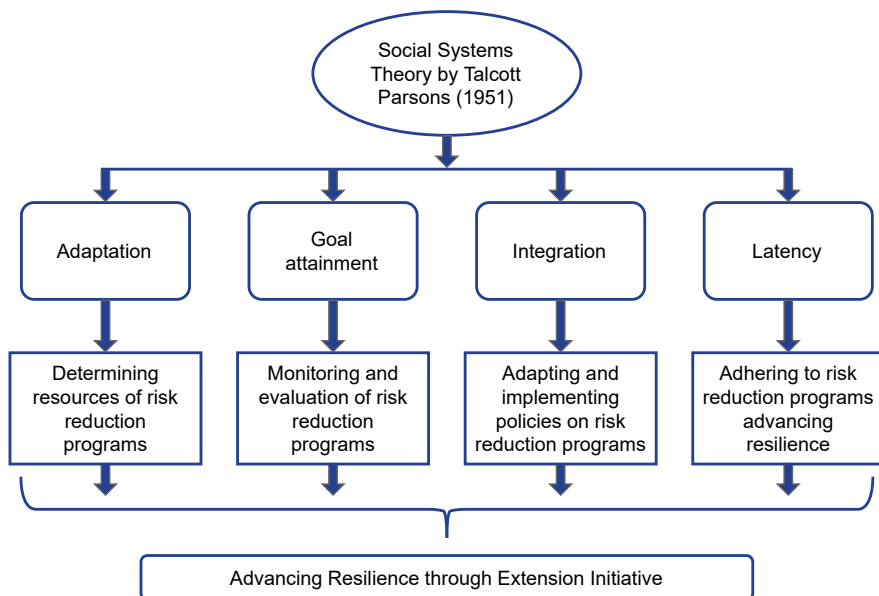 Social Systems
Theory by Talcott
Parsons (1951)
Adaptation
Goal
attainment
Integration
Latency
Determining
resources of risk
reduction
programs
Monitoring and
evaluation of risk
reduction
programs
Adapting and
implementing
policies on risk
reduction programs
Adhering to risk
reduction programs
advancing
resilience
Advancing Resilience through Extension Initiative